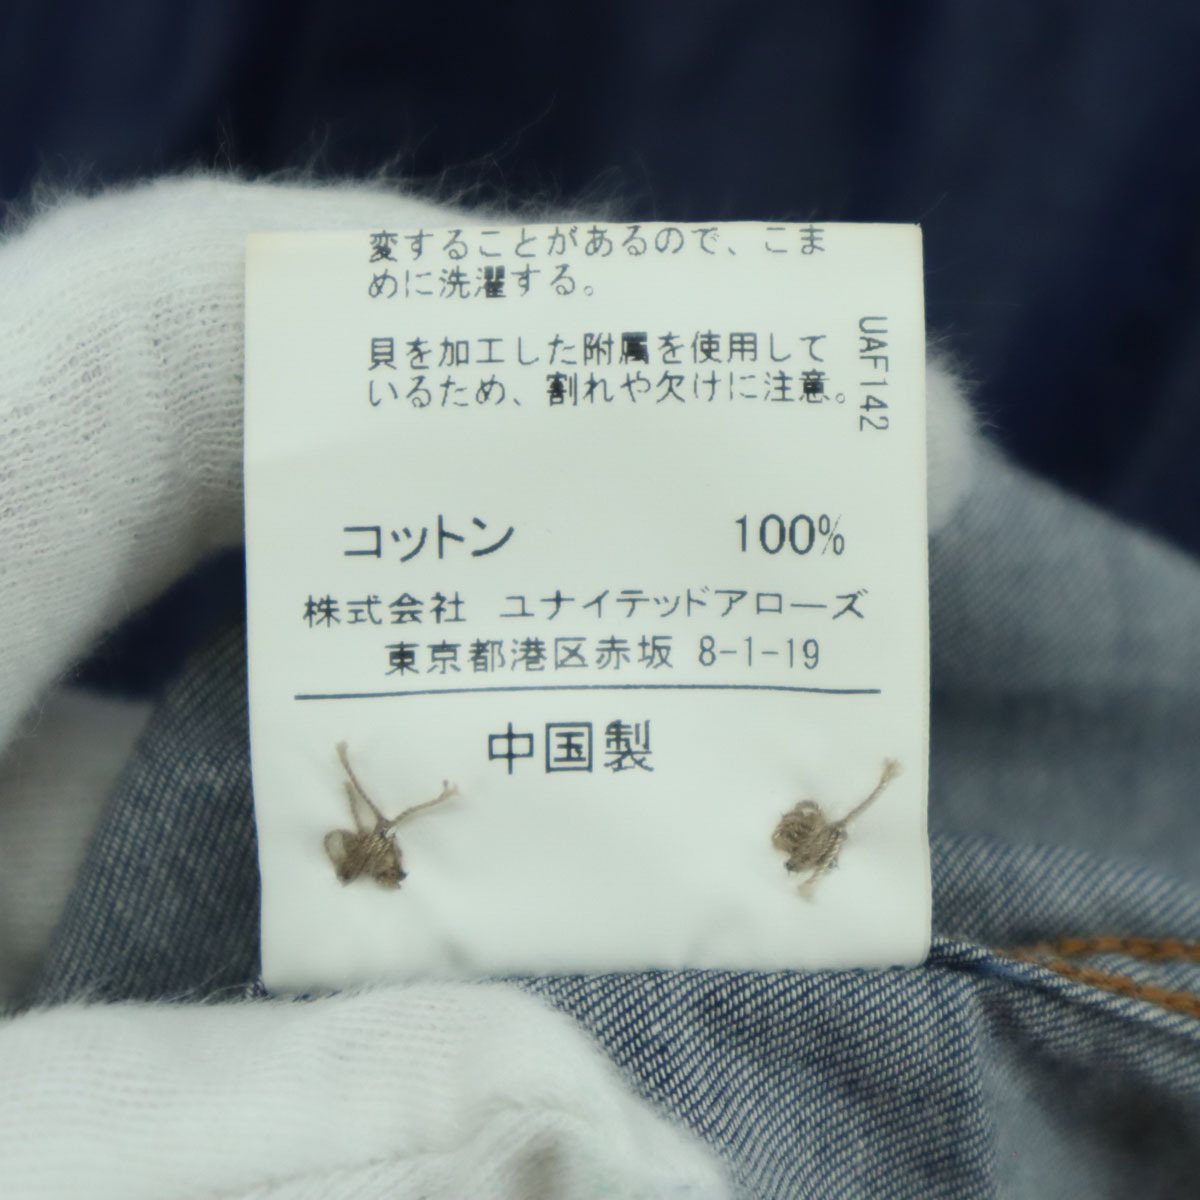 変することがあるので、こま
めに洗濯する。
貝を加工した附属を使用して
いるため、割れや欠けに注意。
UAF142
コットン 100%
株式会社 ユナイテッドアローズ
東京都港区赤坂 8-1-19
中国製